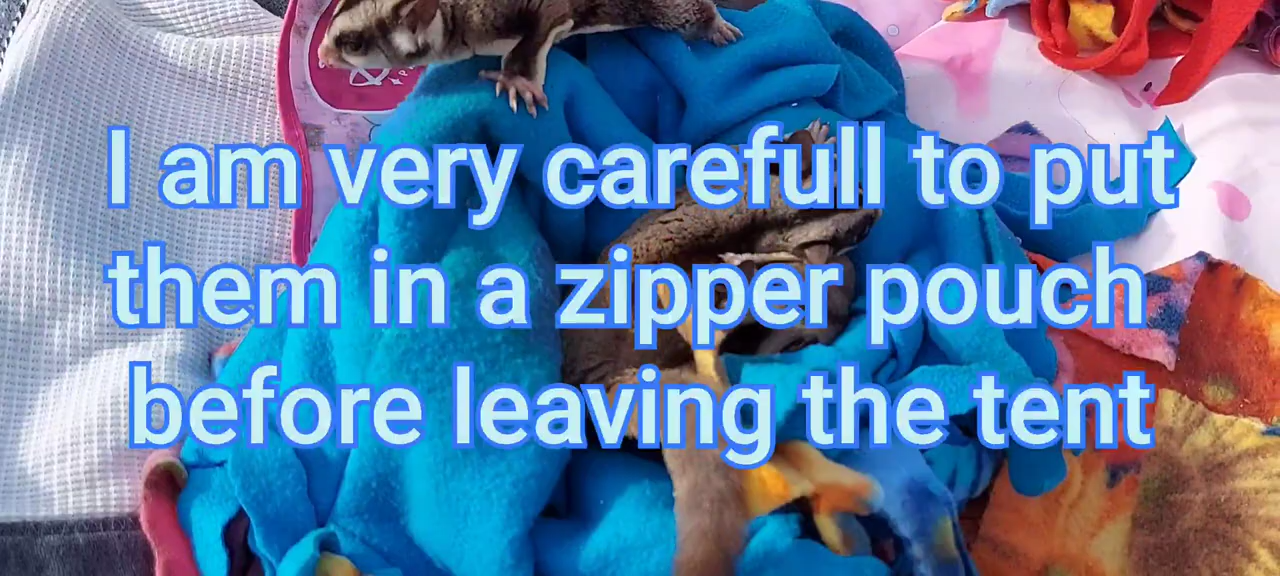 I am very carefull to put
them in a zipper pouch
before leaving the tent